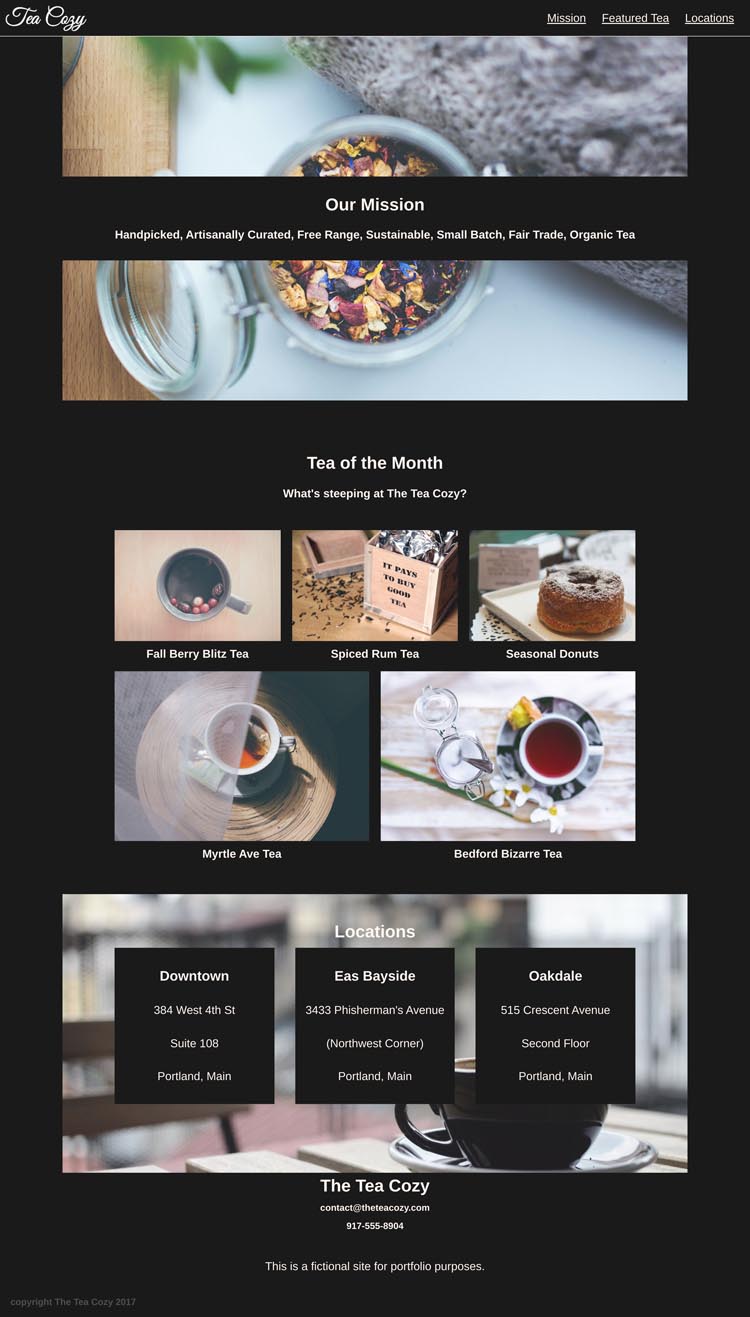 Tea Cozy
Mission Featured Tea Locations
Our Mission
Handpicked, Artisanally Curated, Free Range, Sustainable, Small Batch, Fair Trade, Organic Tea
Tea of the Month
What's steeping at The Tea Cozy?
IT PAYS
TO BUY
GOOD
TEA
Fall Berry Blitz Tea
Spiced Rum Tea
Seasonal Donuts
Myrtle Ave Tea
Bedford Bizarre Tea
Locations
Downtown
384 West 4th St
Suite 108
Portland, Main
Eas Bayside
3433 Phisherman's Avenue
(Northwest Corner)
Portland, Main
Oakdale
515 Crescent Avenue
Second Floor
Portland, Main
The Tea Cozy
contact@theteacozy.com
917-555-8904
This is a fictional site for portfolio purposes.
copyright The Tea Cozy 2017